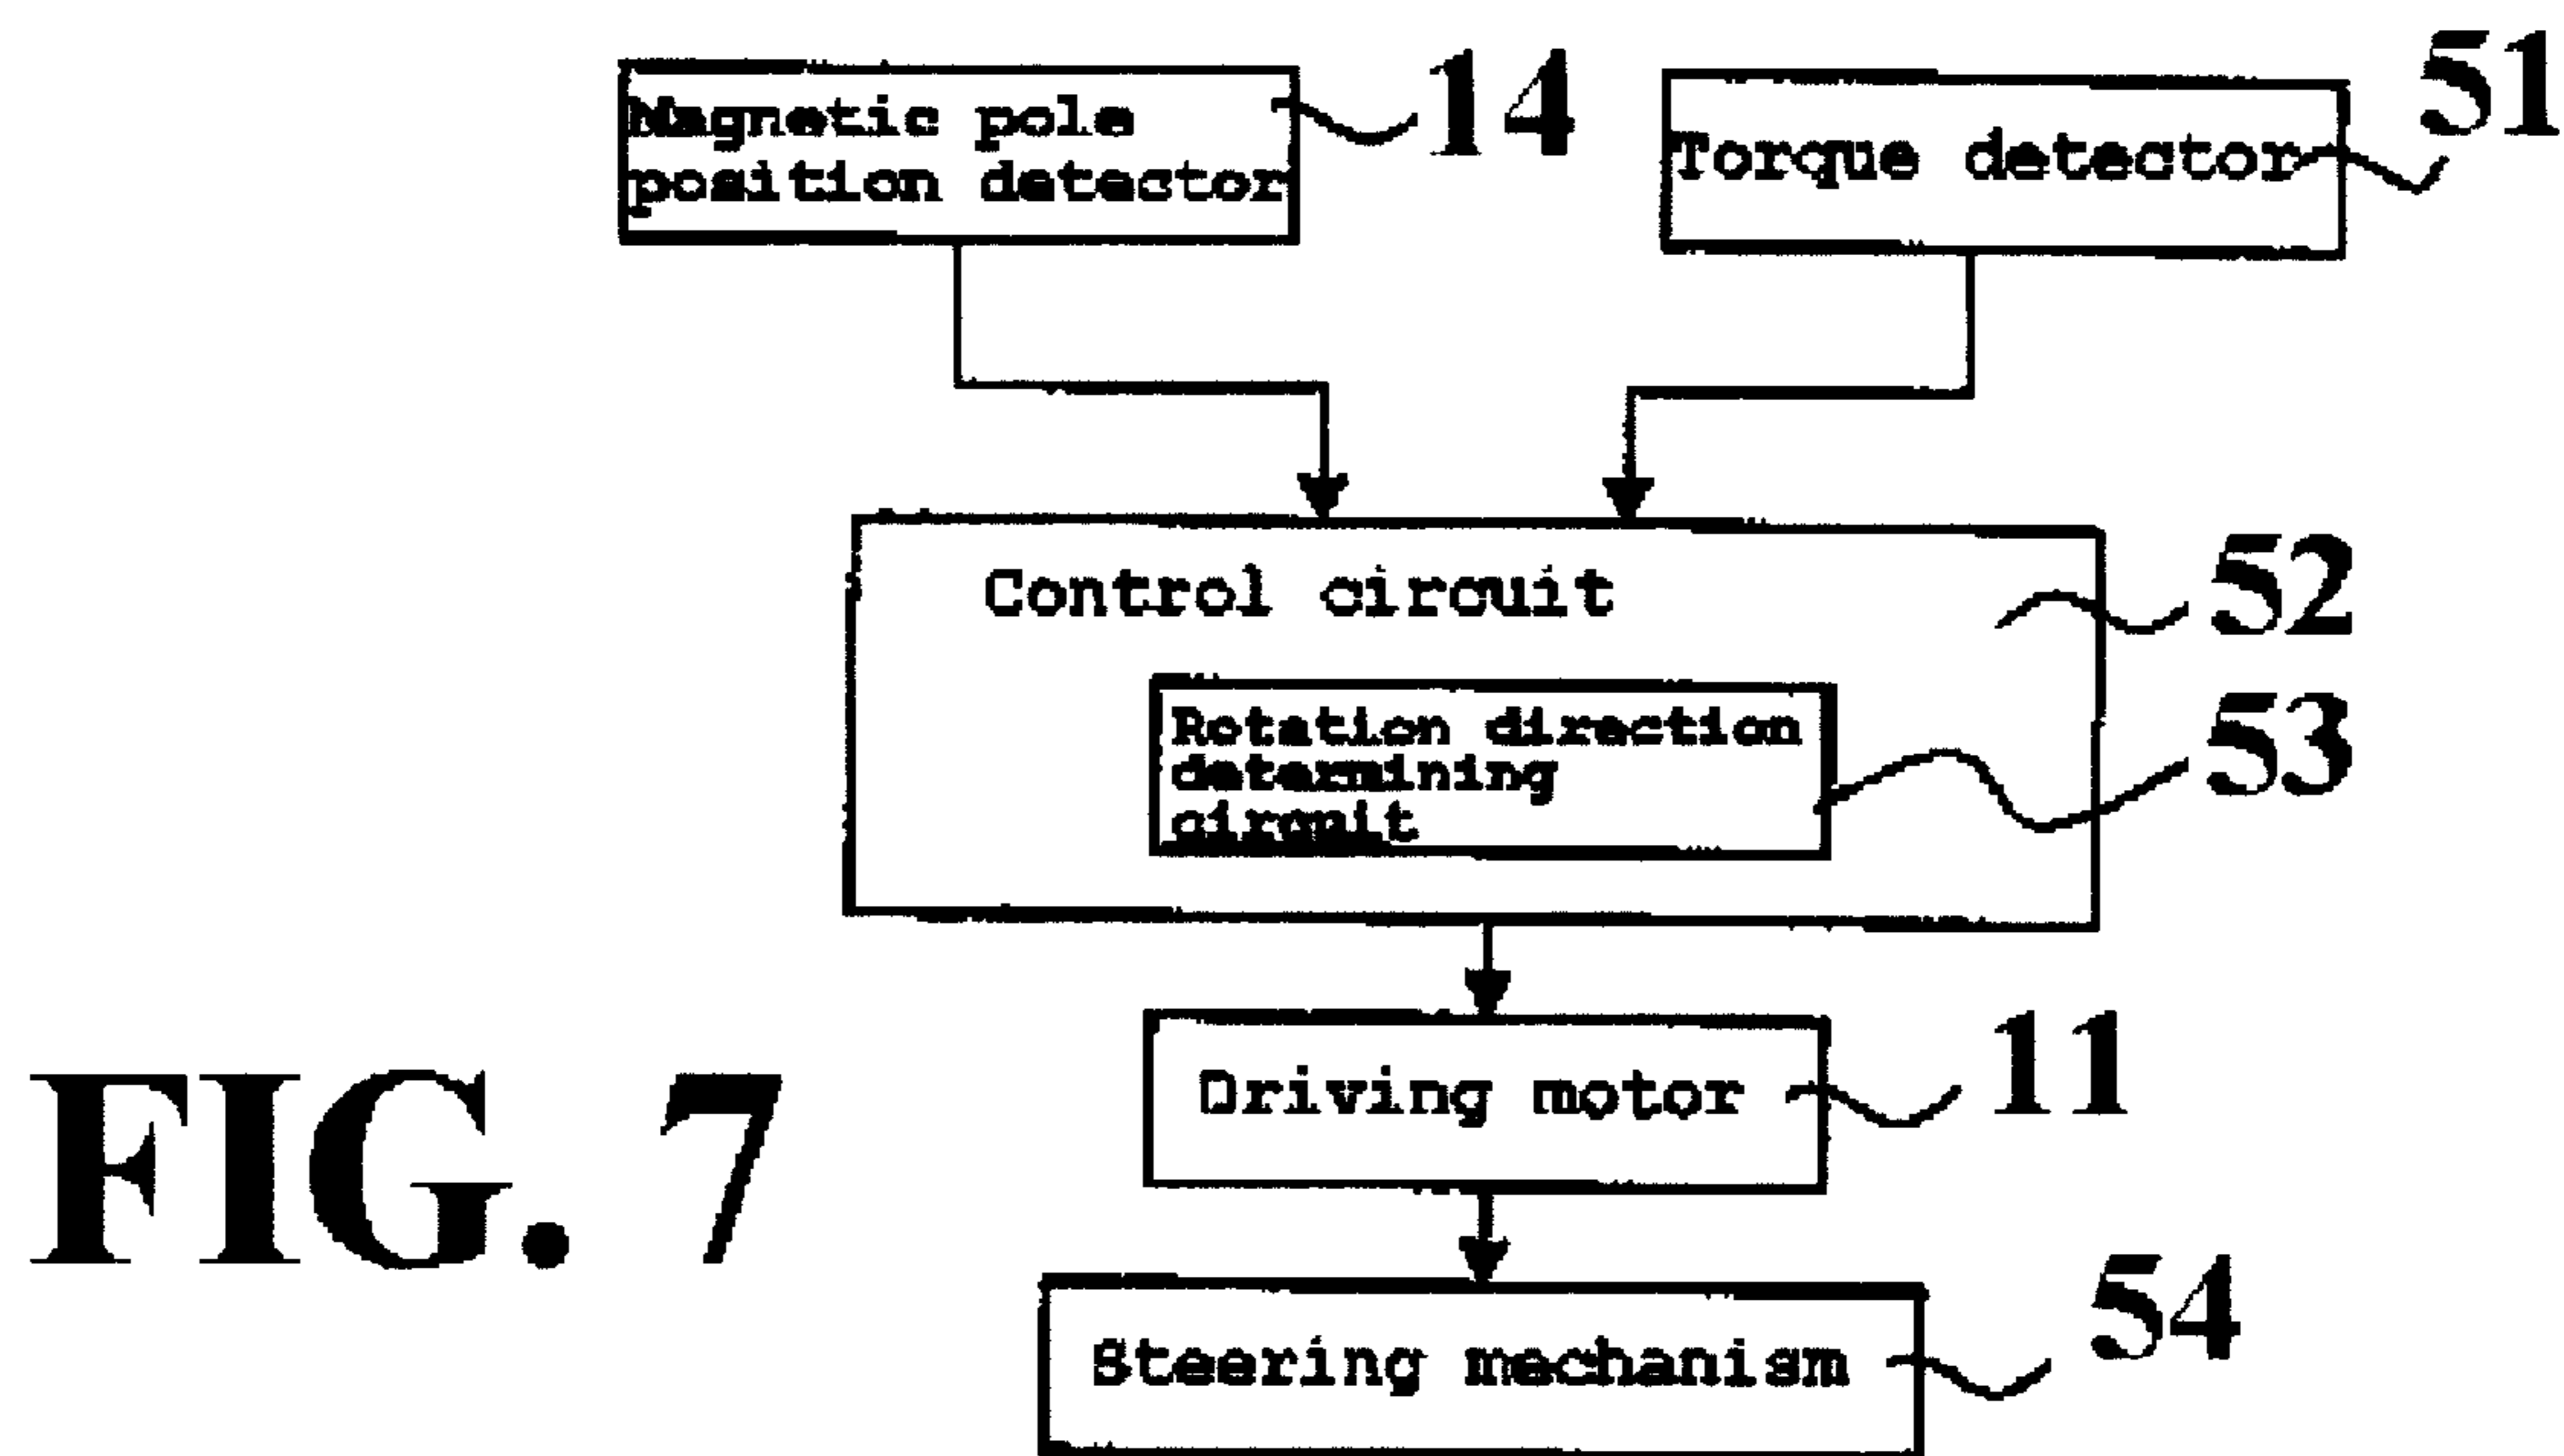 Magnetic pole
position detector
14
Torque detector
51
Control circuit
52
Rotation direction
determining
circuit
53
Driving motor
11
FIG. 7
Steering mechanism
54